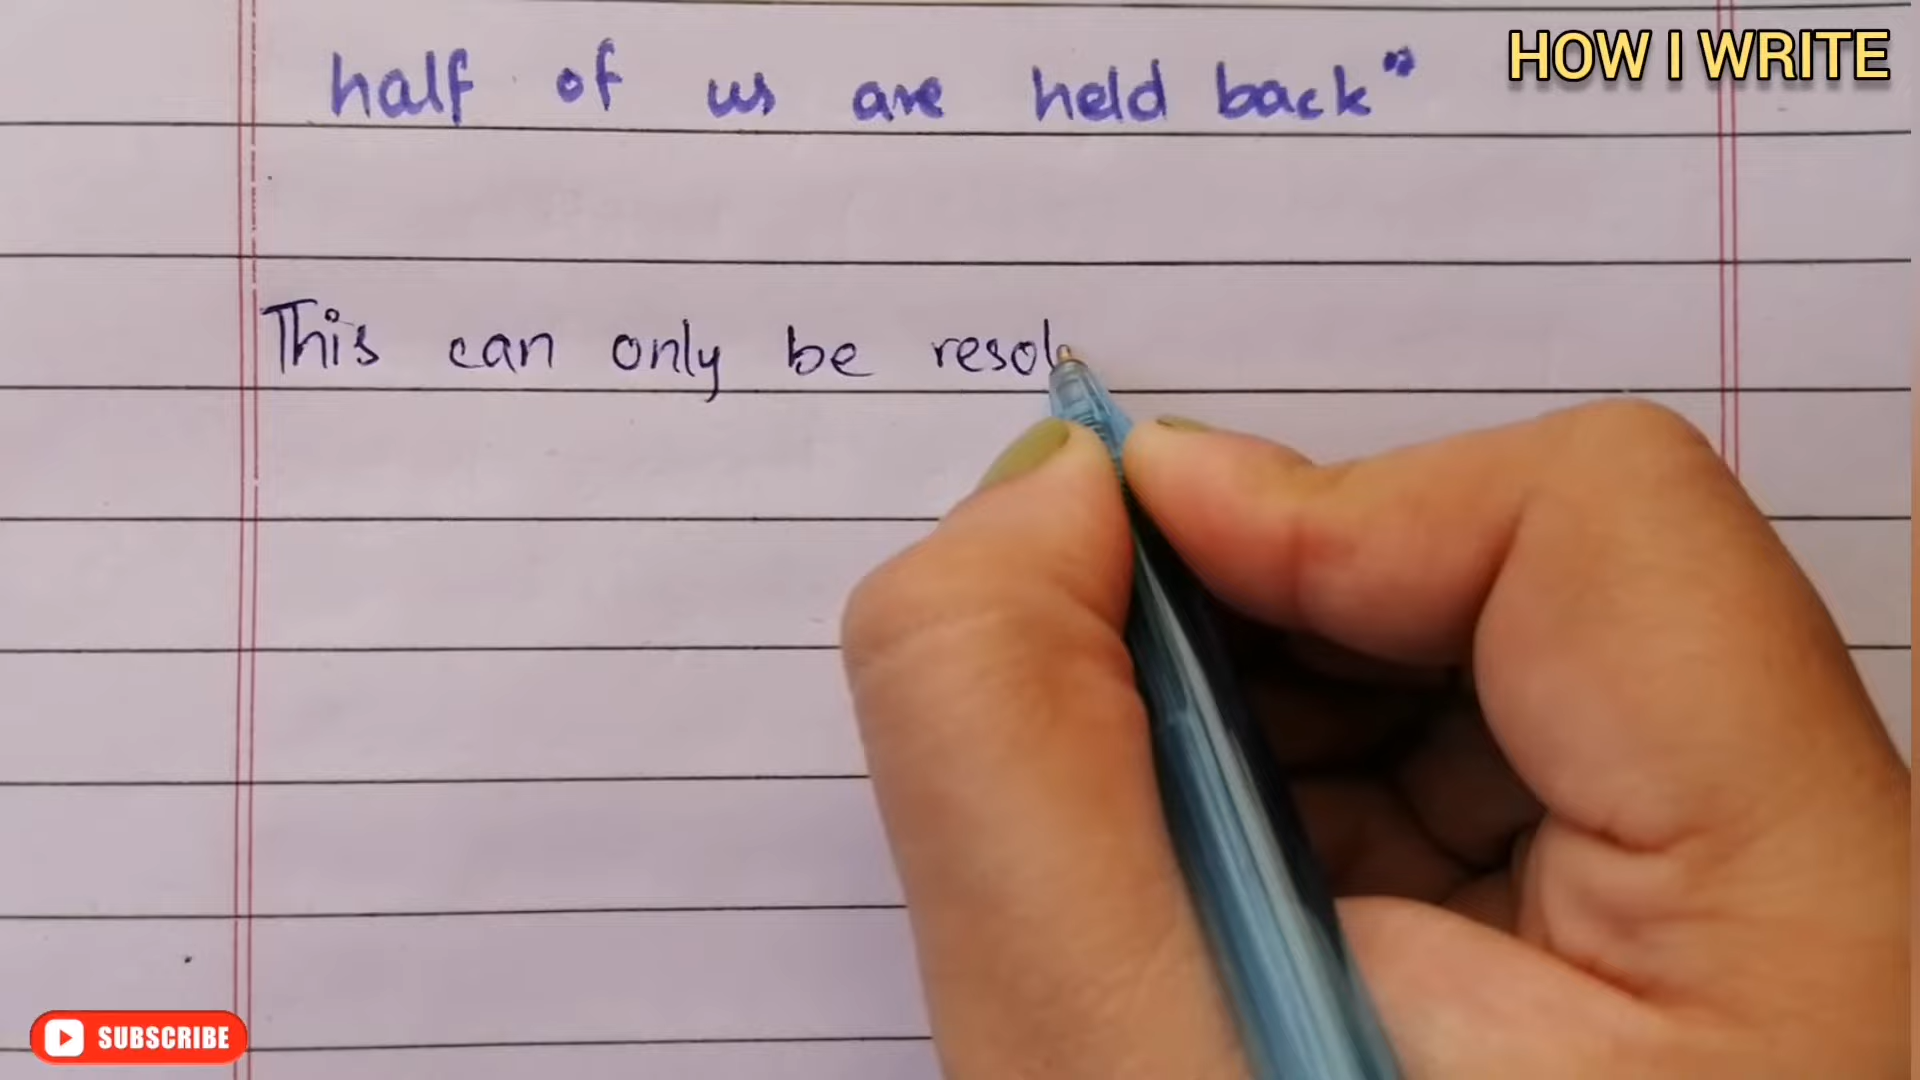 HOW I WRITE
half of us are held back"
This can only be resol
SUBSCRIBE